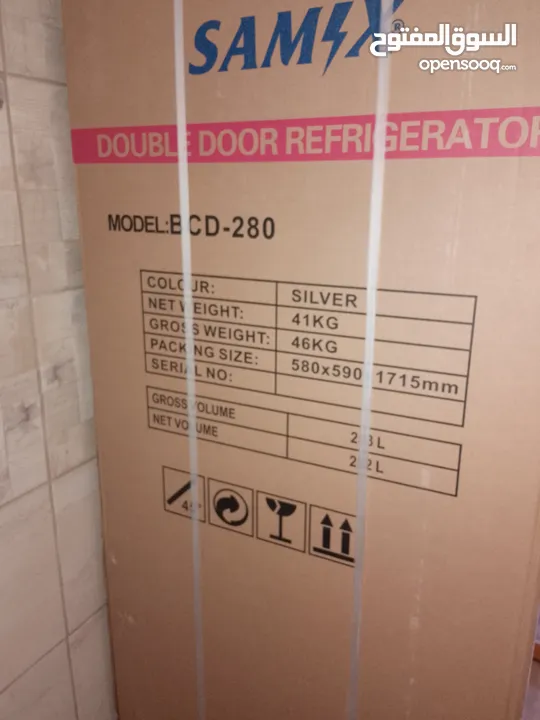 SAMIX®
السوق المفتوح
opensooq.com
DOUBLE DOOR REFRIGERATOR
MODEL:BCD-280
COLOUR: SILVER
NET WEIGHT: 41KG
GROSS WEIGHT: 46KG
PACKING SIZE: 580x590x1715mm
SERIAL NO:
GROSS VOLUME
NET VOLUME
45°